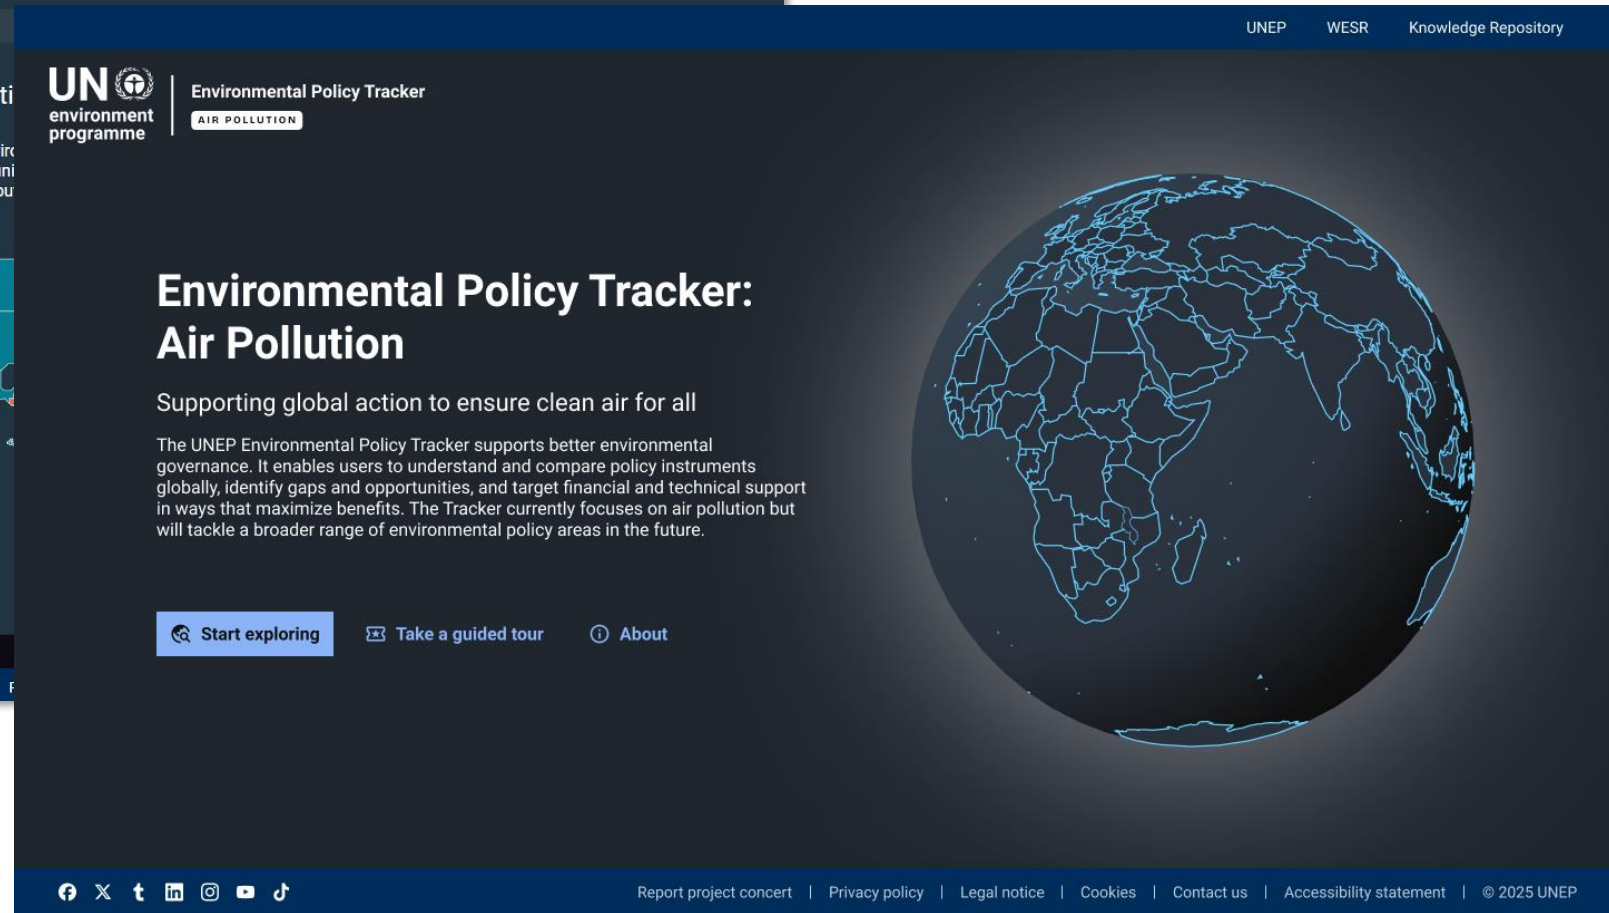 UNEP WESR Knowledge Repository
UN
environment
programme
Environmental Policy Tracker
AIR POLLUTION
Environmental Policy Tracker:
Air Pollution
Supporting global action to ensure clean air for all
The UNEP Environmental Policy Tracker supports better environmental
governance. It enables users to understand and compare policy instruments
globally, identify gaps and opportunities, and target financial and technical support
in ways that maximize benefits. The Tracker currently focuses on air pollution but
will tackle a broader range of environmental policy areas in the future.
Start exploring Take a guided tour About
Report project concert | Privacy policy | Legal notice | Cookies | Contact us | Accessibility statement | © 2025 UNEP